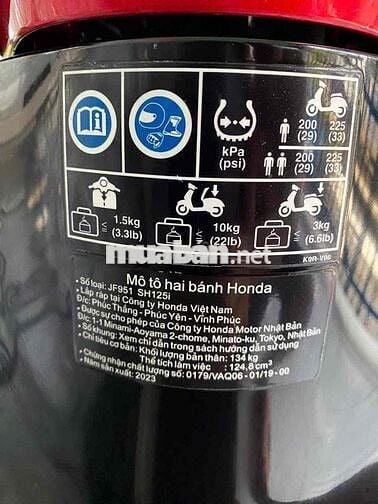 kPa
(psi)
200
(29)
225
(33)
200
(29)
225
(33)
≤ 1.5kg
(3.3lb)
≤ 10kg
(22lb)
≤ 3kg
(6.6lb)
muaban.net
K0R-V00
Mô tô hai bánh Honda
• Số loại: JF951 SH125i
• Lắp ráp tại Công ty Honda Việt Nam
Đ/c: Phúc Thắng - Phúc Yên - Vĩnh Phúc
• Được sự cho phép của Công ty Honda Motor Nhật Bản
Đ/c: 1-1 Minami-Aoyama 2-chome, Minato-ku, Tokyo, Nhật Bản
• Số khung: Xem chỉ dẫn trong sách hướng dẫn sử dụng
• Chỉ tiêu cơ bản: Khối lượng bản thân: 134 kg
Thể tích làm việc : 124,8 cm³
• Chứng nhận chất lượng số: 0179/VAQ06 - 01/19 - 00
• Năm sản xuất: 2023